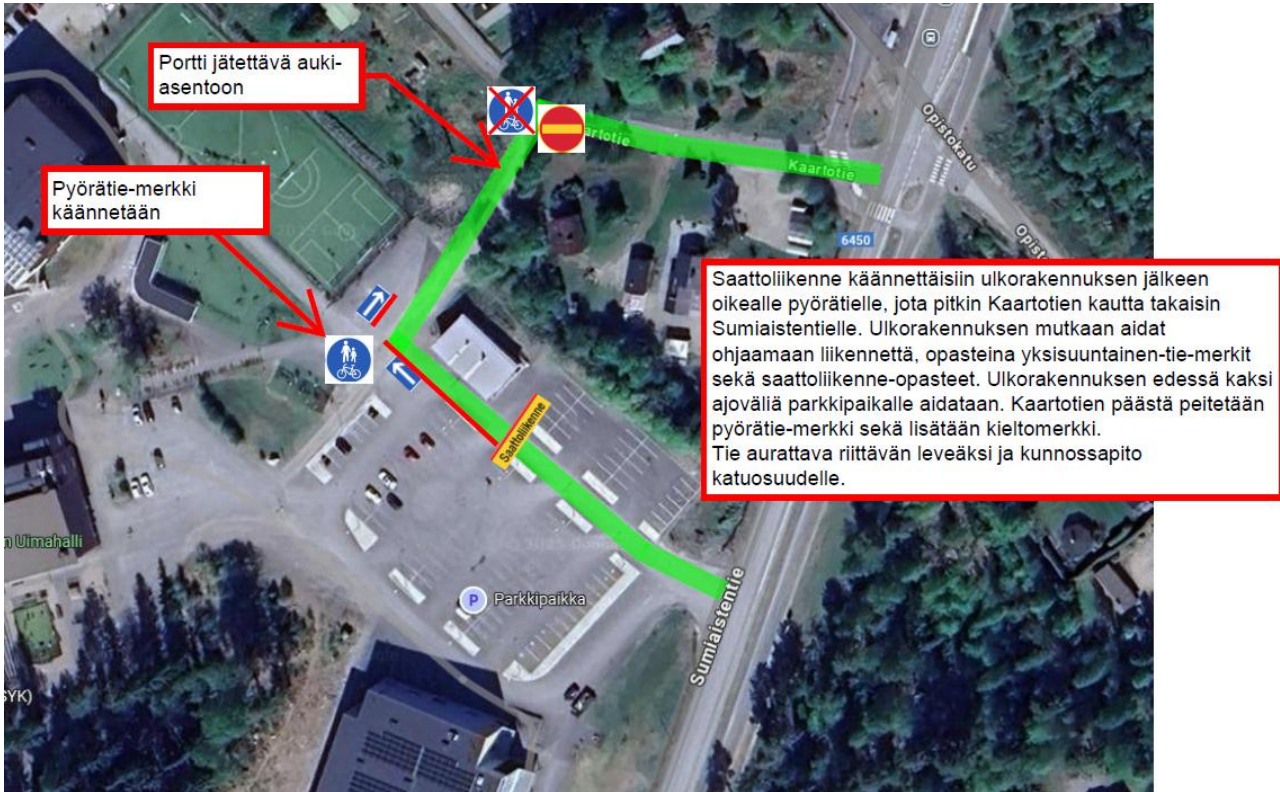 Portti jätettävä auki-
asentoon
Pyörätie-merkki
käännetään
artotie
Kaartotie
Opistokatu
Opist
6450
Saattoliikenne käännettäisiin ulkorakennuksen jälkeen
oikealle pyörätielle, jota pitkin Kaartotien kautta takaisin
Sumiaistentielle. Ulkorakennuksen mutkaan aidat
ohjaamaan liikennettä, opasteina yksisuuntainen-tie-merkit
sekä saattoliikenne-opasteet. Ulkorakennuksen edessä kaksi
ajoväliä parkkipaikalle aidataan. Kaartotien päästä peitetään
pyörätie-merkki sekä lisätään kieltomerkki.
Tie aurattava riittävän leveäksi ja kunnossapito
katuosuudelle.
Saattoliikenne
n Uimahalli
P Parkkipaikka
Sumiaistentie
SYK)